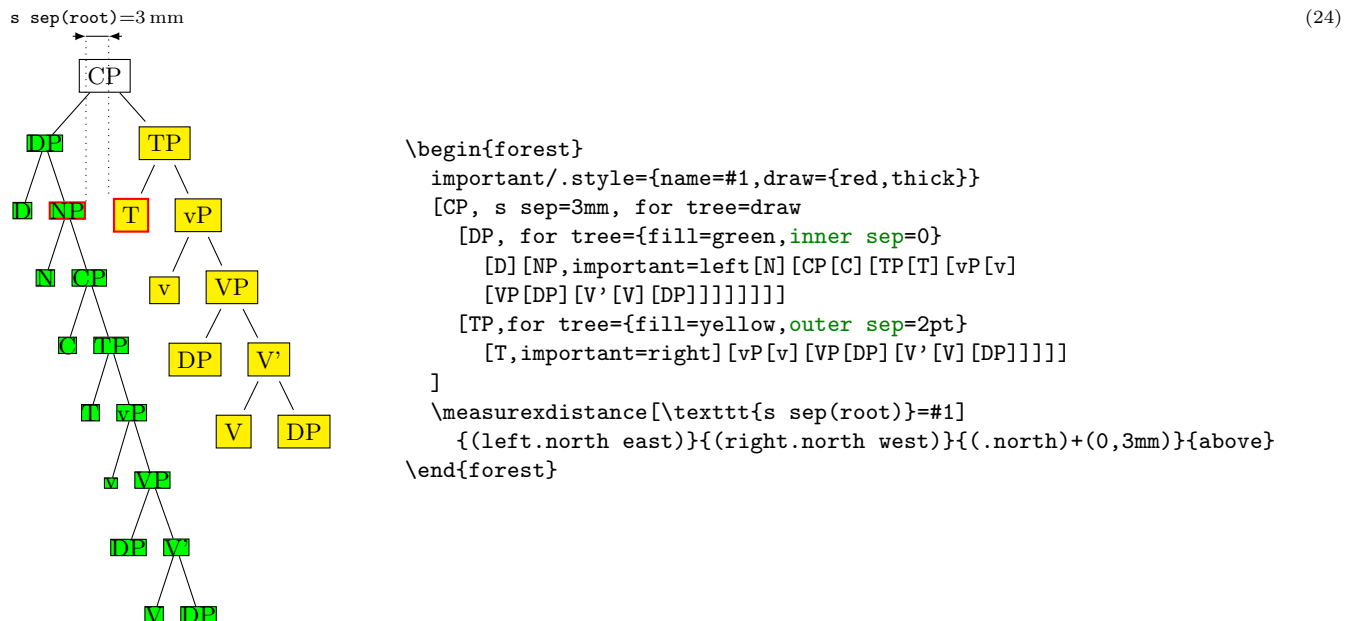 s sep(root)=3 mm
(24)
CP
DP TP
D NP T vP
N CP v VP
C TP DP V'
T vP V DP
v VP
DP V'
V DP
\begin{forest}
  important/.style={name=#1,draw={red,thick}}
  [CP, s sep=3mm, for tree=draw
    [DP, for tree={fill=green,inner sep=0}
      [D][NP,important=left[N][CP[C][TP[T][vP[v]
      [VP[DP][V'[V][DP]]]]]]]]
    [TP,for tree={fill=yellow,outer sep=2pt}
      [T,important=right][vP[v][VP[DP][V'[V][DP]]]]]
  ]
  \measurexdistance[\texttt{s sep(root)}=#1]
    {(left.north east)}{(right.north west)}{(.north)+(0,3mm)}{above}
\end{forest}